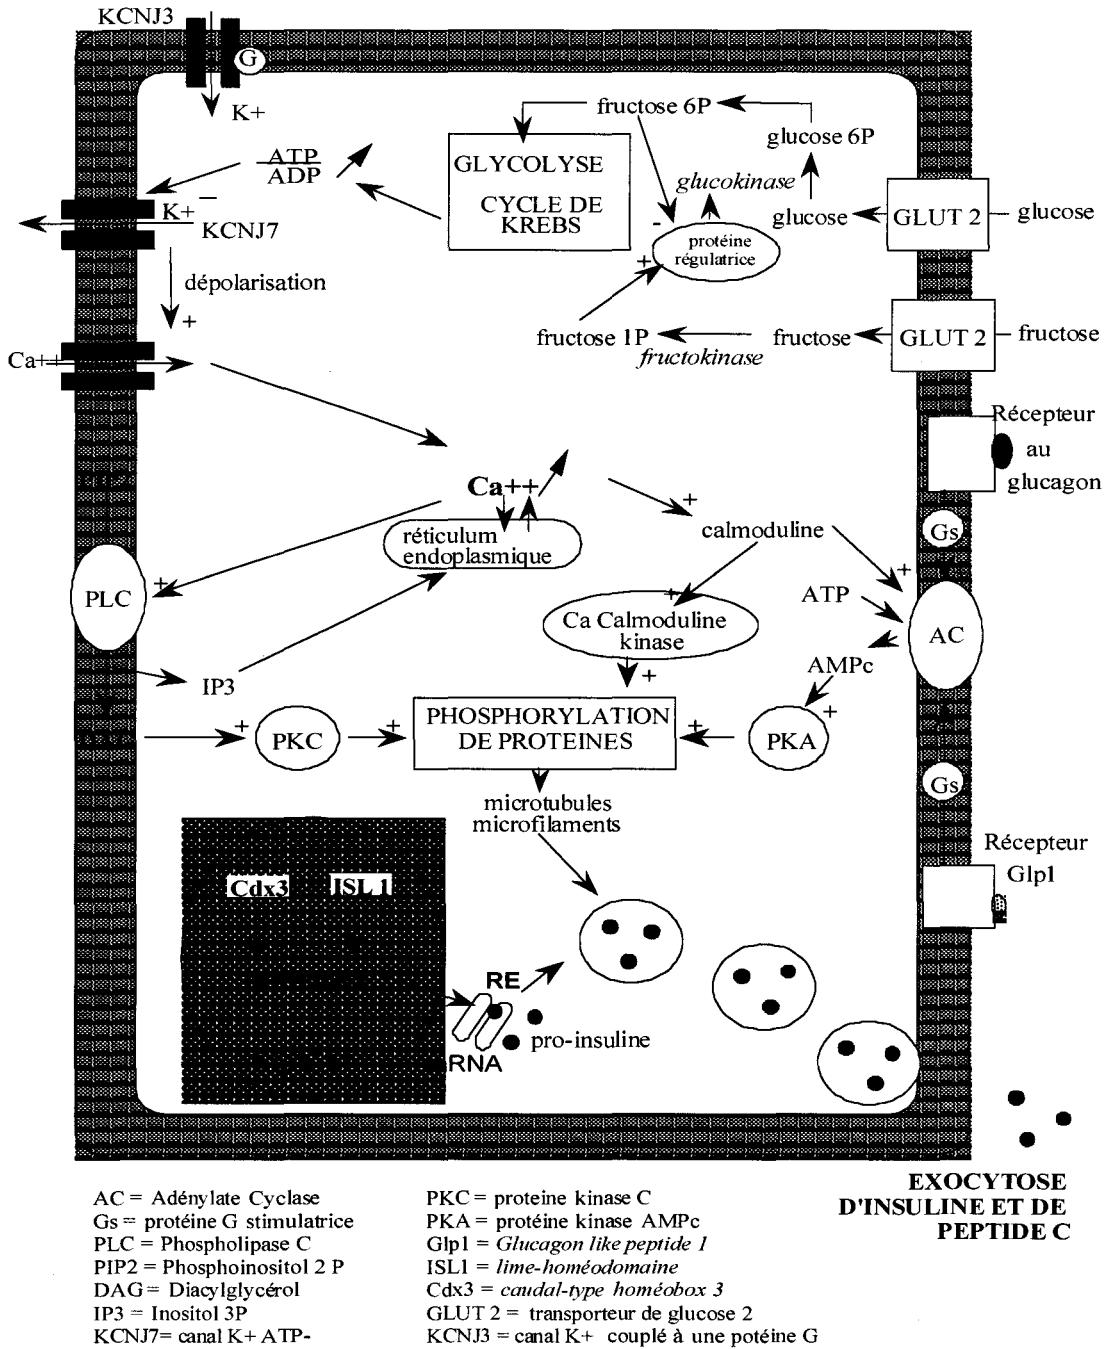 KCNJ3
G
K+
fructose 6P
glucose 6P
ATP
ADP
GLYCOLYSE
CYCLE DE
KREBS
glucokinase
K+
−
KCNJ7
glucose
GLUT 2
glucose
-
protéine
régulatrice
+
dépolarisation
+
fructose 1P
fructokinase
fructose
GLUT 2
fructose
Ca++
Récepteur
au
glucagon
Ca++
+
réticulum
endoplasmique
calmoduline
Gs
+
PLC
+
ATP
+
Ca Calmoduline
kinase
AC
+
IP3
AMPc
+
+
PKC
+
PHOSPHORYLATION
DE PROTEINES
+
PKA
Gs
microtubules
microfilaments
Récepteur
Glp1
Cdx3
ISL 1
RE
pro-insuline
RNA
EXOCYTOSE
D'INSULINE ET DE
PEPTIDE C
AC = Adénylate Cyclase
Gs = protéine G stimulatrice
PLC = Phospholipase C
PIP2 = Phosphoinositol 2 P
DAG = Diacylglycérol
IP3 = Inositol 3P
KCNJ7= canal K+ ATP-
PKC = proteine kinase C
PKA = protéine kinase AMPc
Glp1 = Glucagon like peptide 1
ISL1 = lime-homéodomaine
Cdx3 = caudal-type homéobox 3
GLUT 2 = transporteur de glucose 2
KCNJ3 = canal K+ couplé à une potéine G